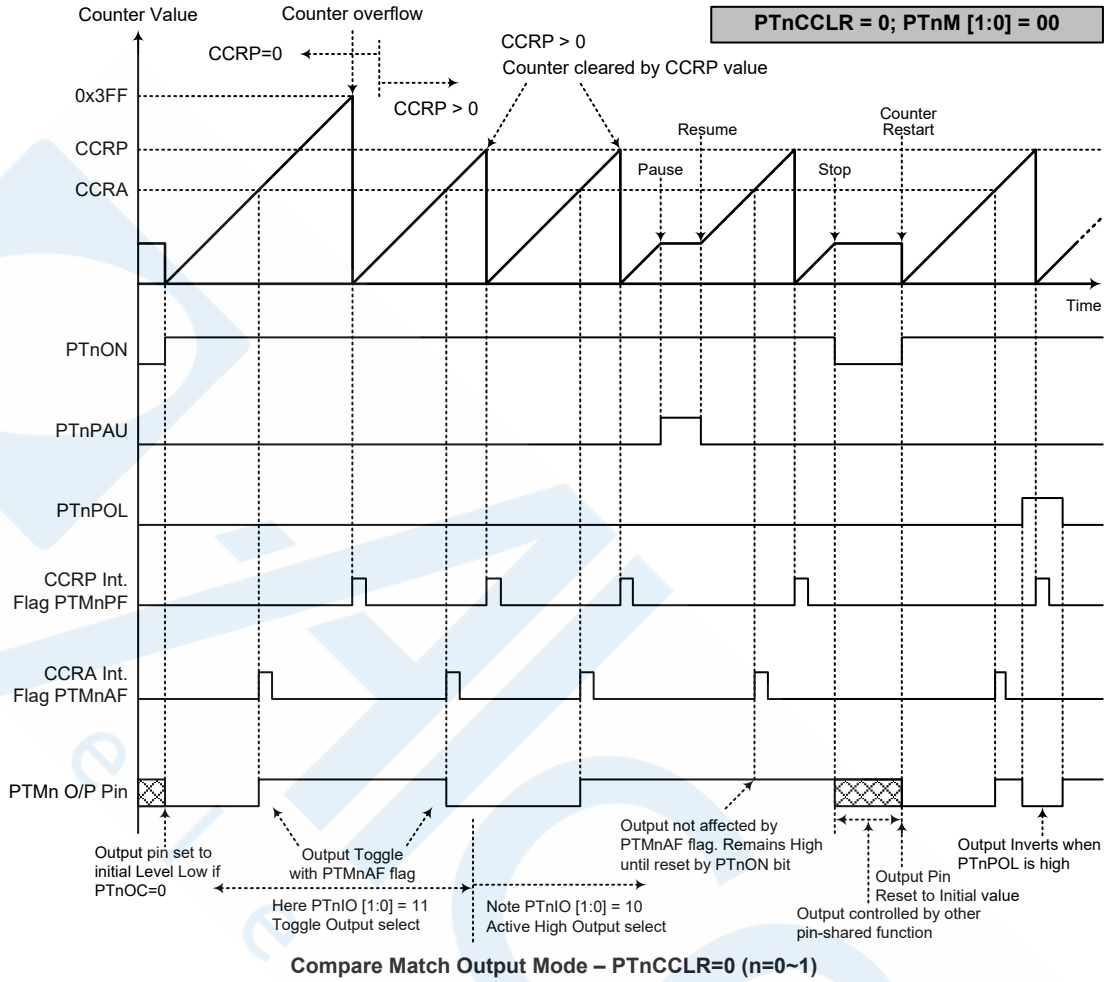 Counter Value
Counter overflow
PTnCCLR = 0; PTnM [1:0] = 00
CCRP=0
CCRP > 0
CCRP > 0
Counter cleared by CCRP value
0x3FF
CCRP
CCRA
Pause
Resume
Stop
Counter
Restart
Time
PTnON
PTnPAU
PTnPOL
CCRP Int.
Flag PTMnPF
CCRA Int.
Flag PTMnAF
PTMn O/P Pin
Output pin set to
initial Level Low if
PTnOC=0
Output Toggle
with PTMnAF flag
Here PTnIO [1:0] = 11
Toggle Output select
Note PTnIO [1:0] = 10
Active High Output select
Output not affected by
PTMnAF flag. Remains High
until reset by PTnON bit
Output Pin
Reset to Initial value
Output controlled by other
pin-shared function
Output Inverts when
PTnPOL is high
Compare Match Output Mode – PTnCCLR=0 (n=0~1)